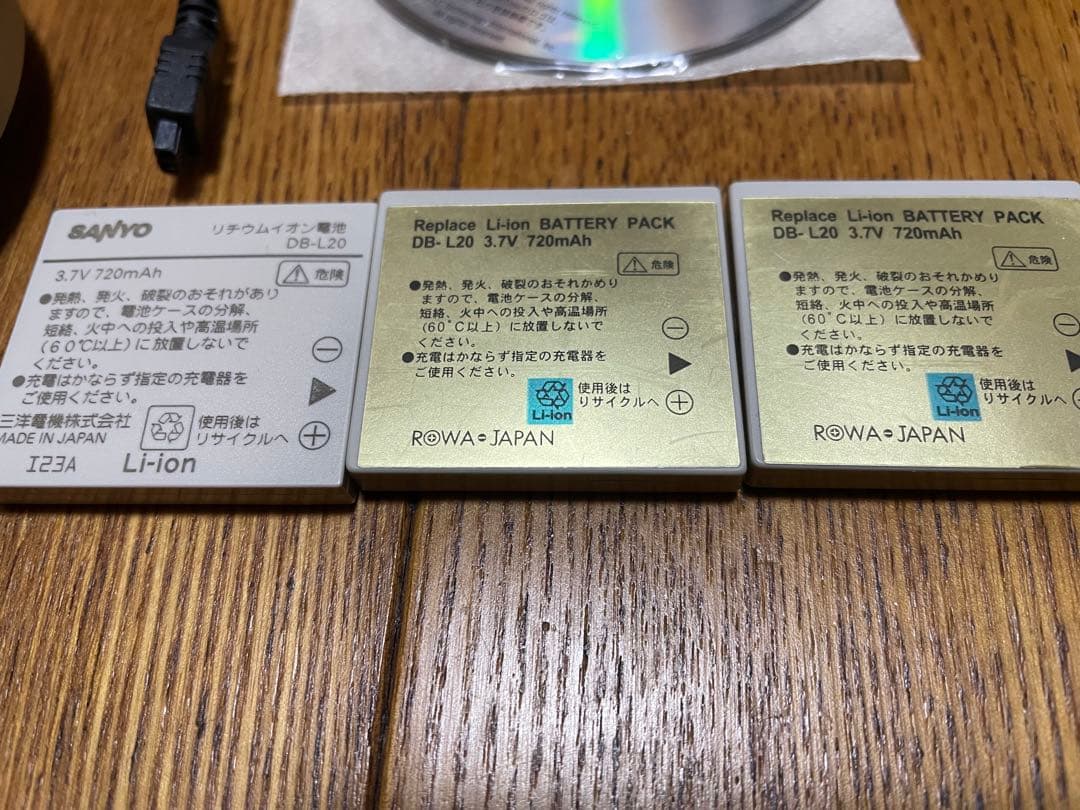 SANYO
リチウムイオン電池
DB-L20
3.7V 720mAh
危険
●発熱、発火、破裂のおそれがあり
ますので、電池ケースの分解、
短絡、火中への投入や高温場所
(60℃以上)に放置しないで
ください。
●充電はかならず指定の充電器を
ご使用ください。
三洋電機株式会社
MADE IN JAPAN
使用後は
リサイクルへ
I23A
Li-ion
Replace Li-ion BATTERY PACK
DB- L20 3.7V 720mAh
危険
●発熱、発火、破裂のおそれかめり
ますので、電池ケースの分解、
短絡、火中への投入や高温場所
(60°C以上)に放置しないで
ください。
●充電はかならず指定の充電器を
ご使用ください。
Li-ion
使用後は
リサイクルへ
ROWA-JAPAN
Replace Li-ion BATTERY PACK
DB- L20 3.7V 720mAh
危険
●発熱、発火、破裂のおそれかめり
ますので、電池ケースの分解、
短絡、火中への投入や高温場所
(60°C以上)に放置しないで
ください。
●充電はかならず指定の充電器を
ご使用ください。
Li-ion
使用後は
リサイクルへ
ROWA-JAPAN